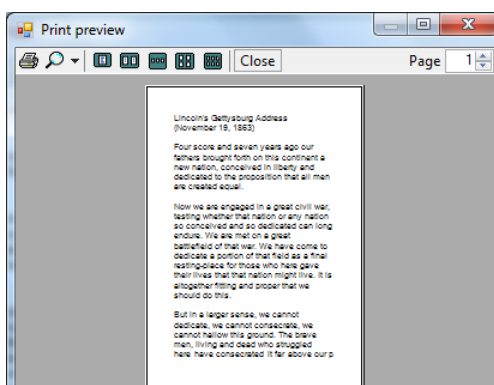 Print preview
Close
Page 1
Lincoln's Gettysburg Address
(November 19, 1863)
Four score and seven years ago our
fathers brought forth on this continent a
new nation, conceived in liberty and
dedicated to the proposition that all men
are created equal.
Now we are engaged in a great civil war,
testing whether that nation or any nation
so conceived and so dedicated can long
endure. We are met on a great
battlefield of that war. We have come to
dedicate a portion of that field as a final
resting-place for those who here gave
their lives that that nation might live. It is
altogether fitting and proper that we
should do this.
But in a larger sense, we cannot
dedicate, we cannot consecrate, we
cannot hallow this ground. The brave
men, living and dead who struggled
here have consecrated it far above our p